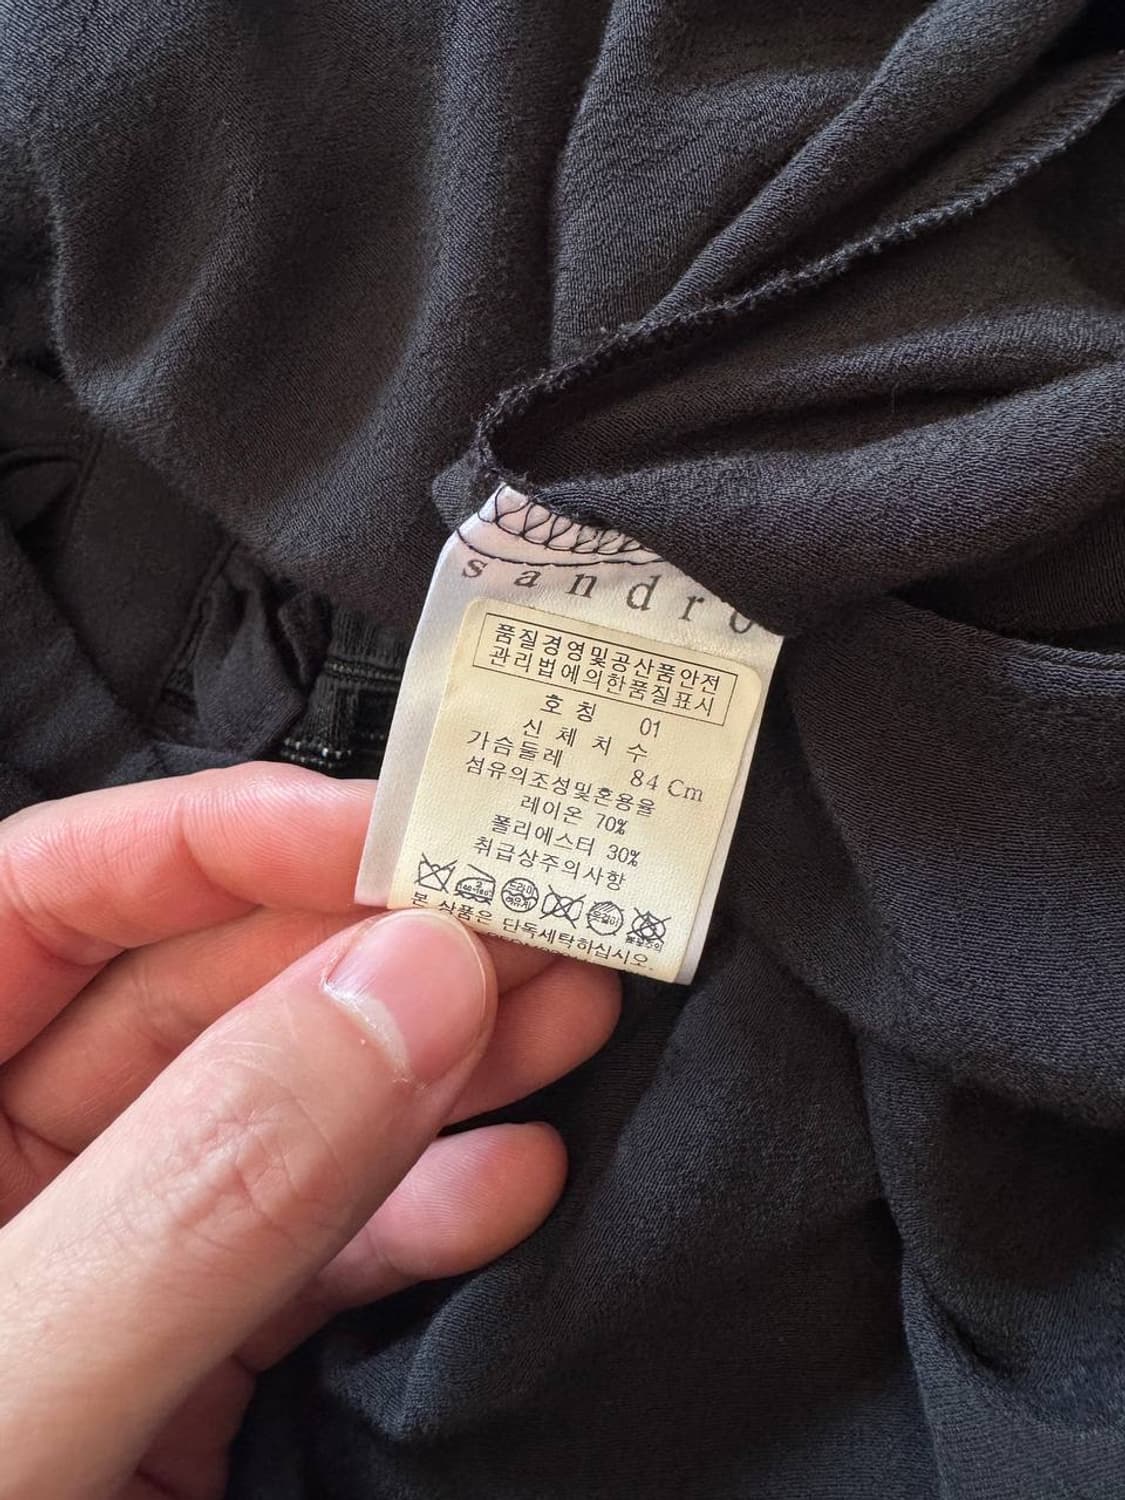 sandro
품질경영및공산품안전
관리법에의한품질표시
호칭 01
신체치수
가슴둘레 84 Cm
섬유의조성및혼용율
레이온 70%
폴리에스터 30%
취급상주의사항
드라이
본 상품은 단독세탁하십시오.